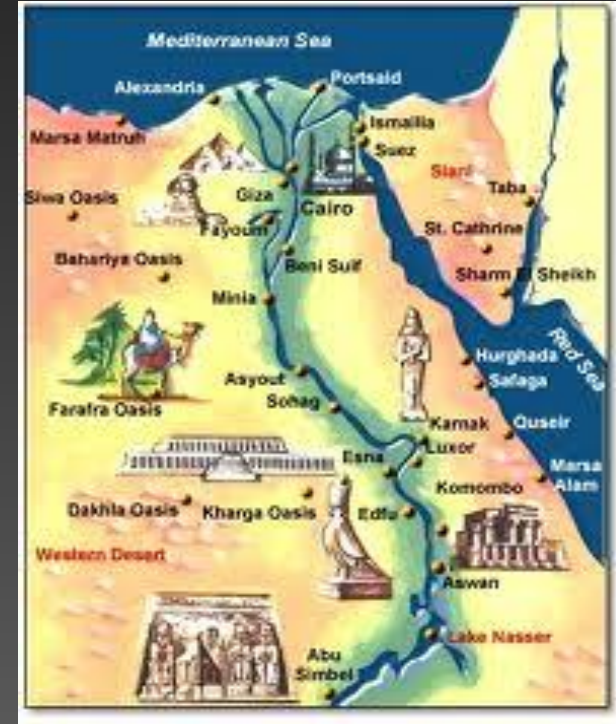 Mediterranean Sea
Alexandria
Portsaid
Marsa Matruh
Ismailia
Suez
Siani
Giza
Cairo
Taba
Siwa Oasis
Fayoum
St. Cathrine
Bahariya Oasis
Beni Suif
Sharm El Sheikh
Minia
Red Sea
Hurghada
Safaga
Asyout
Sohag
Farafra Oasis
Karnak
Quseir
Luxor
Esna
Marsa
Alam
Komombo
Dakhla Oasis
Kharga Oasis
Edfu
Western Desert
Aswan
Lake Nasser
Abu
Simbel